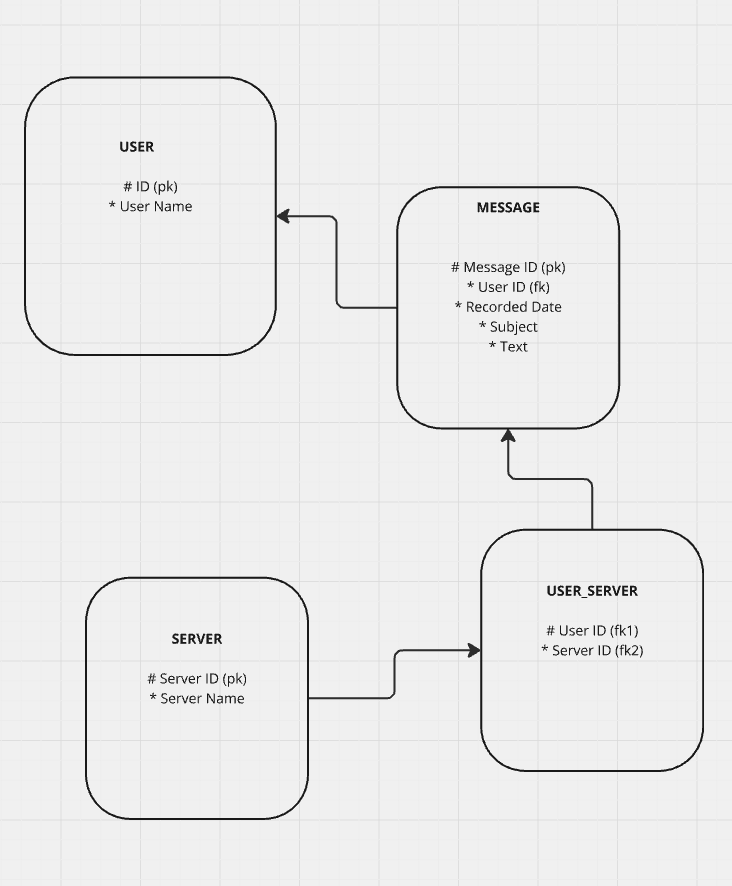 USER
# ID (pk)
* User Name
MESSAGE
# Message ID (pk)
* User ID (fk)
* Recorded Date
* Subject
* Text
USER_SERVER
# User ID (fk1)
* Server ID (fk2)
SERVER
# Server ID (pk)
* Server Name